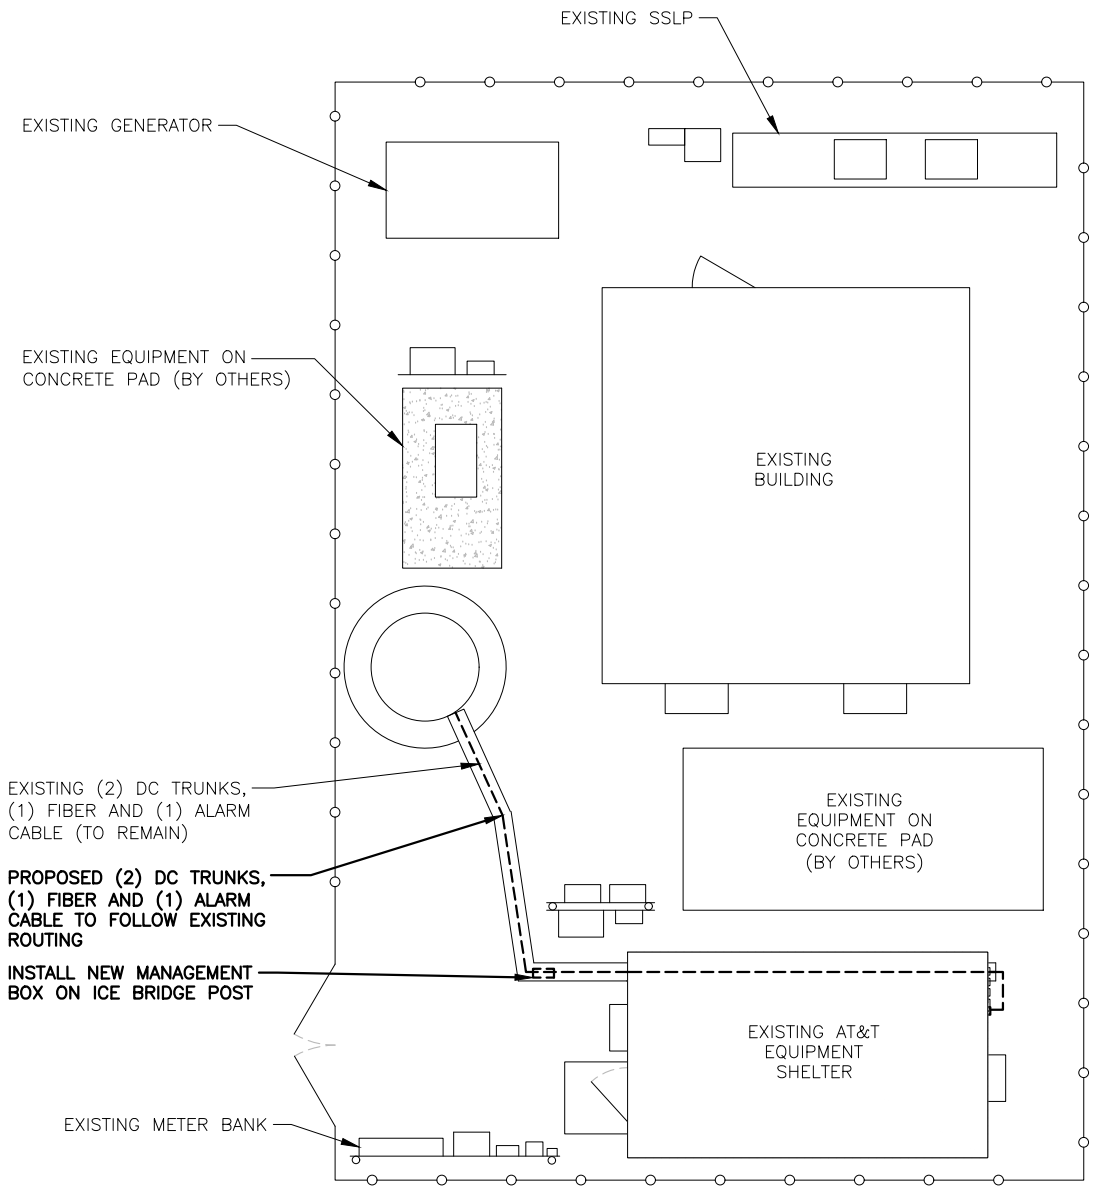 EXISTING SSLP
EXISTING GENERATOR
EXISTING EQUIPMENT ON
CONCRETE PAD (BY OTHERS)
EXISTING
BUILDING
EXISTING (2) DC TRUNKS,
(1) FIBER AND (1) ALARM
CABLE (TO REMAIN)
EXISTING
EQUIPMENT ON
CONCRETE PAD
(BY OTHERS)
PROPOSED (2) DC TRUNKS,
(1) FIBER AND (1) ALARM
CABLE TO FOLLOW EXISTING
ROUTING
INSTALL NEW MANAGEMENT
BOX ON ICE BRIDGE POST
EXISTING AT&T
EQUIPMENT
SHELTER
EXISTING METER BANK